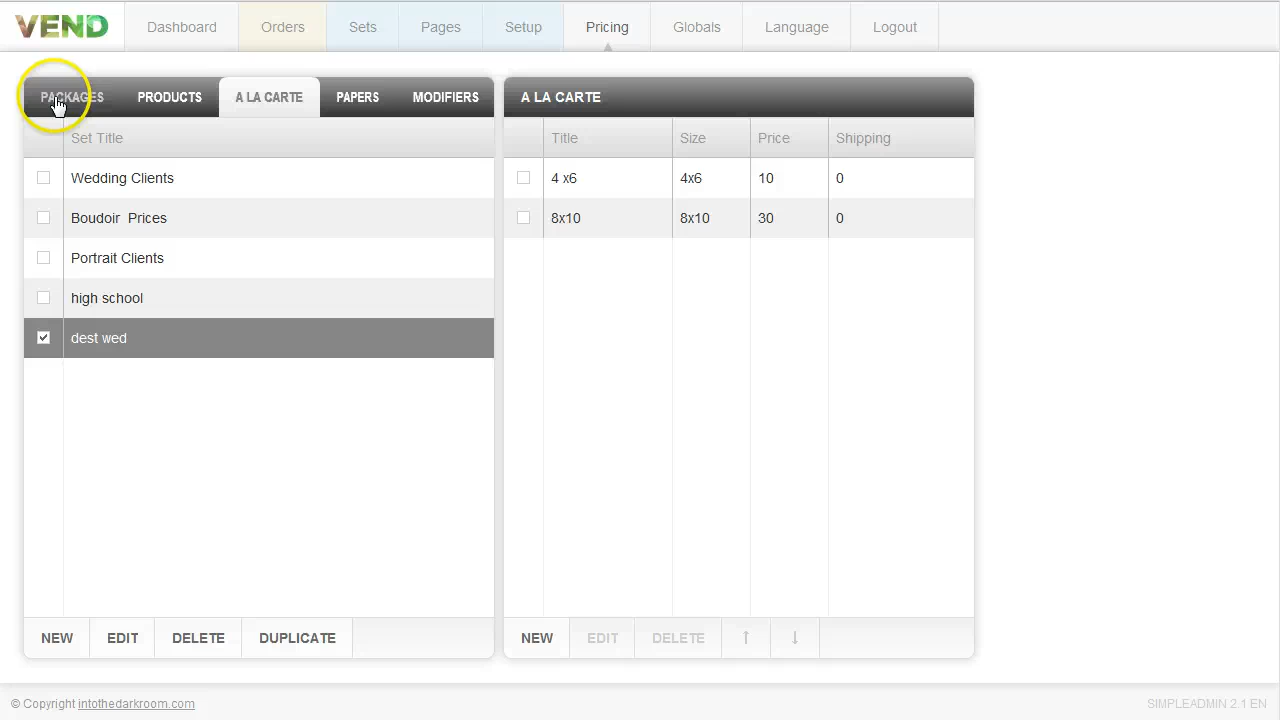 VEND Dashboard Orders Sets Pages Setup Pricing Globals Language Logout
PACKAGES PRODUCTS A LA CARTE PAPERS MODIFIERS
Set Title
Wedding Clients
Boudoir  Prices
Portrait Clients
high school
dest wed
NEW EDIT DELETE DUPLICATE
A LA CARTE
Title Size Price Shipping
4 x6 4x6 10 0
8x10 8x10 30 0
NEW EDIT DELETE ↑ ↓
© Copyright intothedarkroom.com
SIMPLEADMIN 2.1 EN